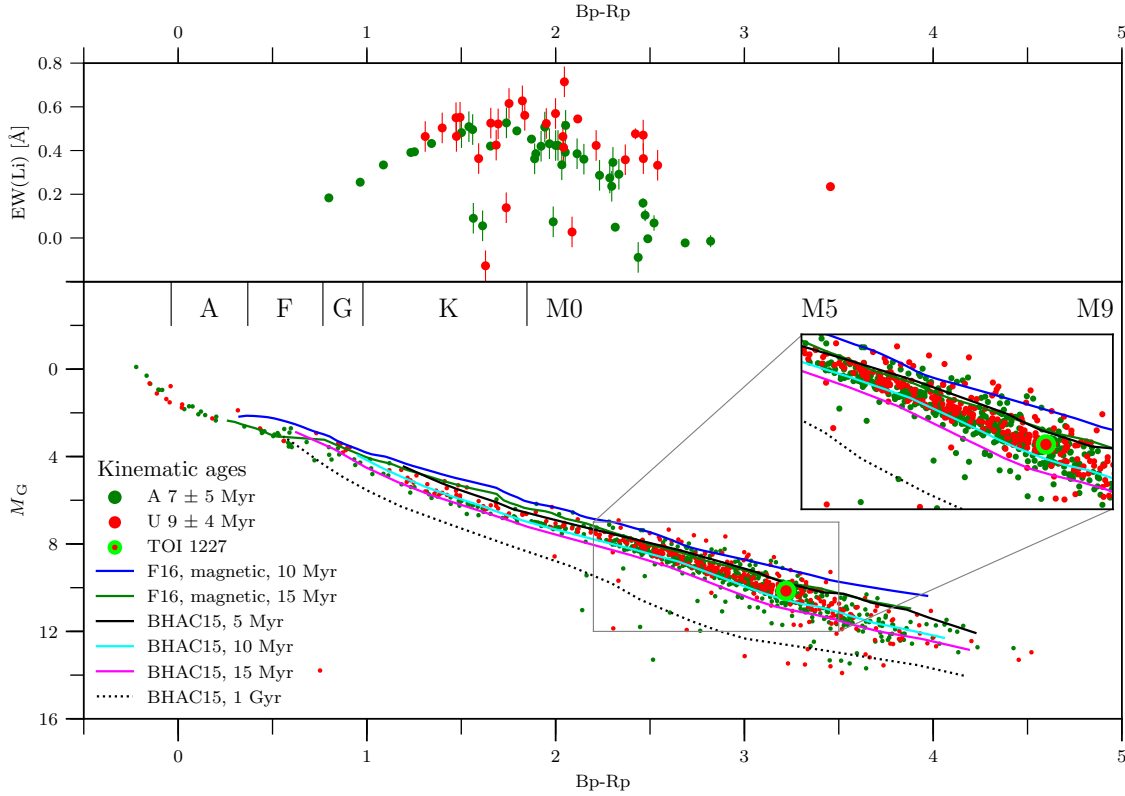 Bp-Rp
0 1 2 3 4 5
EW(Li) [Å]
0.8
0.6
0.4
0.2
0.0
A F G K M0 M5 M9
M_G
0
4
8
12
16
Kinematic ages
A 7 ± 5 Myr
U 9 ± 4 Myr
TOI 1227
F16, magnetic, 10 Myr
F16, magnetic, 15 Myr
BHAC15, 5 Myr
BHAC15, 10 Myr
BHAC15, 15 Myr
BHAC15, 1 Gyr
0 1 2 3 4 5
Bp-Rp